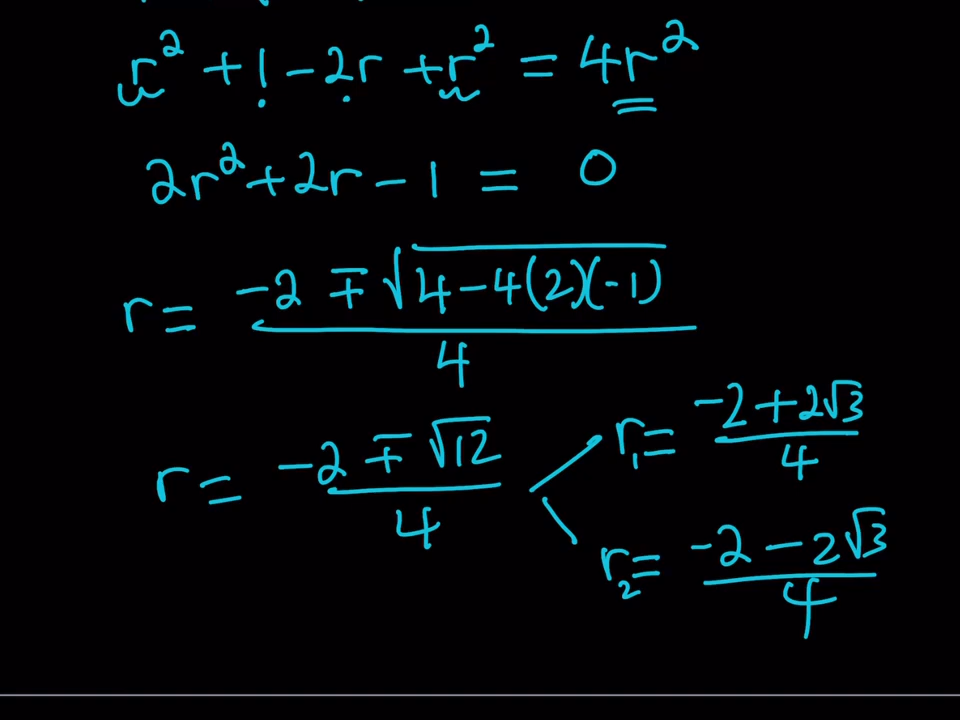 r² + 1 - 2r + r² = 4r²
2r² + 2r - 1 = 0
r = (-2 ∓ √(4 - 4(2)(-1))) / 4
r = (-2 ∓ √12) / 4
r₁ = (-2 + 2√3) / 4
r₂ = (-2 - 2√3) / 4